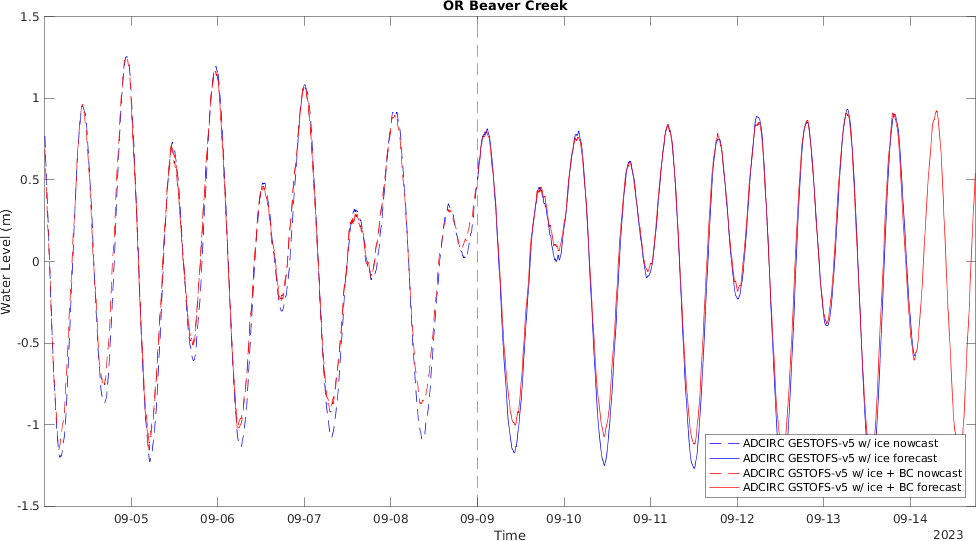 OR Beaver Creek
1.5
1
0.5
0
-0.5
-1
-1.5
Water Level (m)
ADCIRC GESTOFS-v5 w/ ice nowcast
ADCIRC GESTOFS-v5 w/ ice forecast
ADCIRC GSTOFS-v5 w/ ice + BC nowcast
ADCIRC GSTOFS-v5 w/ ice + BC forecast
09-05 09-06 09-07 09-08 09-09 09-10 09-11 09-12 09-13 09-14
Time
2023